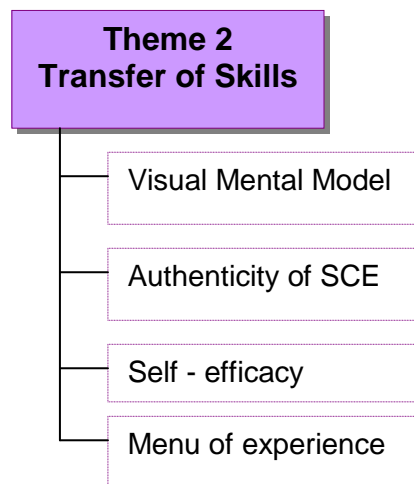 Theme 2
Transfer of Skills
Visual Mental Model
Authenticity of SCE
Self - efficacy
Menu of experience